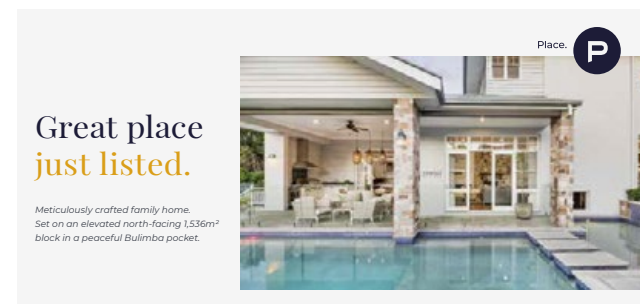 Place.
P
Great place
just listed.
Meticulously crafted family home.
Set on an elevated north-facing 1,536m²
block in a peaceful Bulimba pocket.